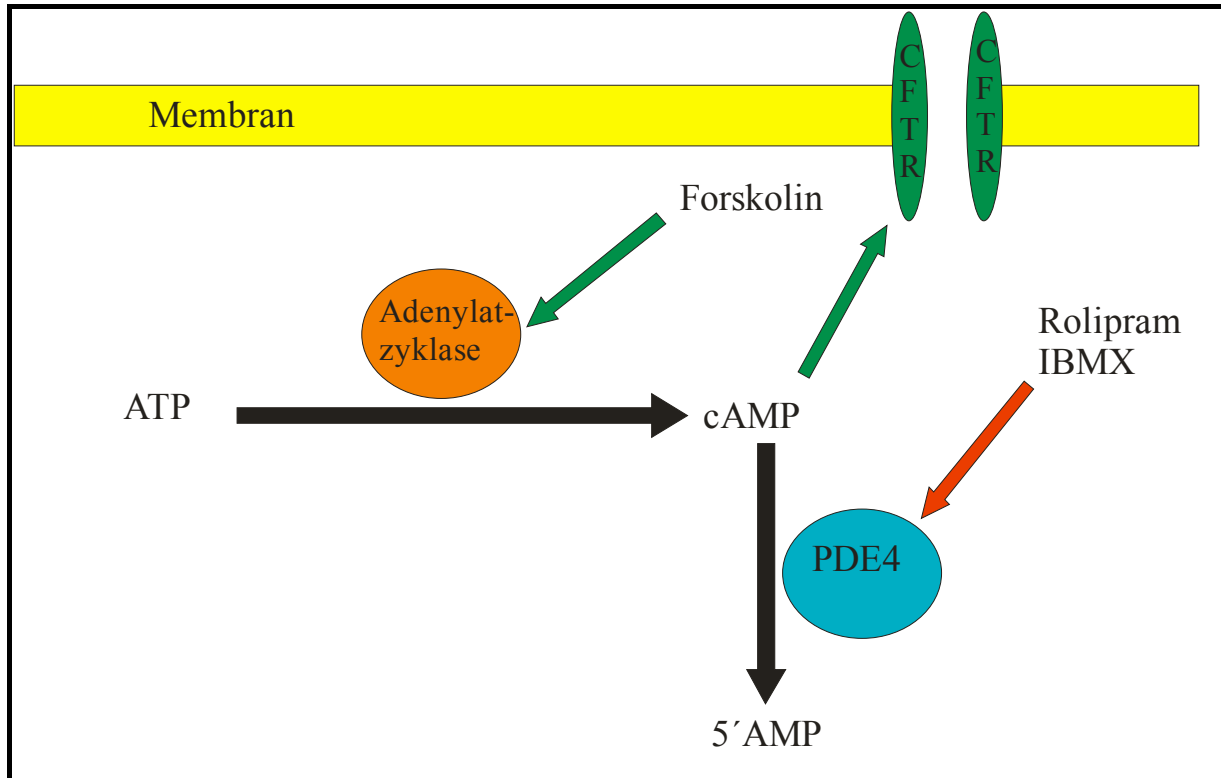 C
F
T
R
C
F
T
R
Membran
Forskolin
Adenylat-
zyklase
Rolipram
IBMX
ATP
cAMP
PDE4
5´AMP